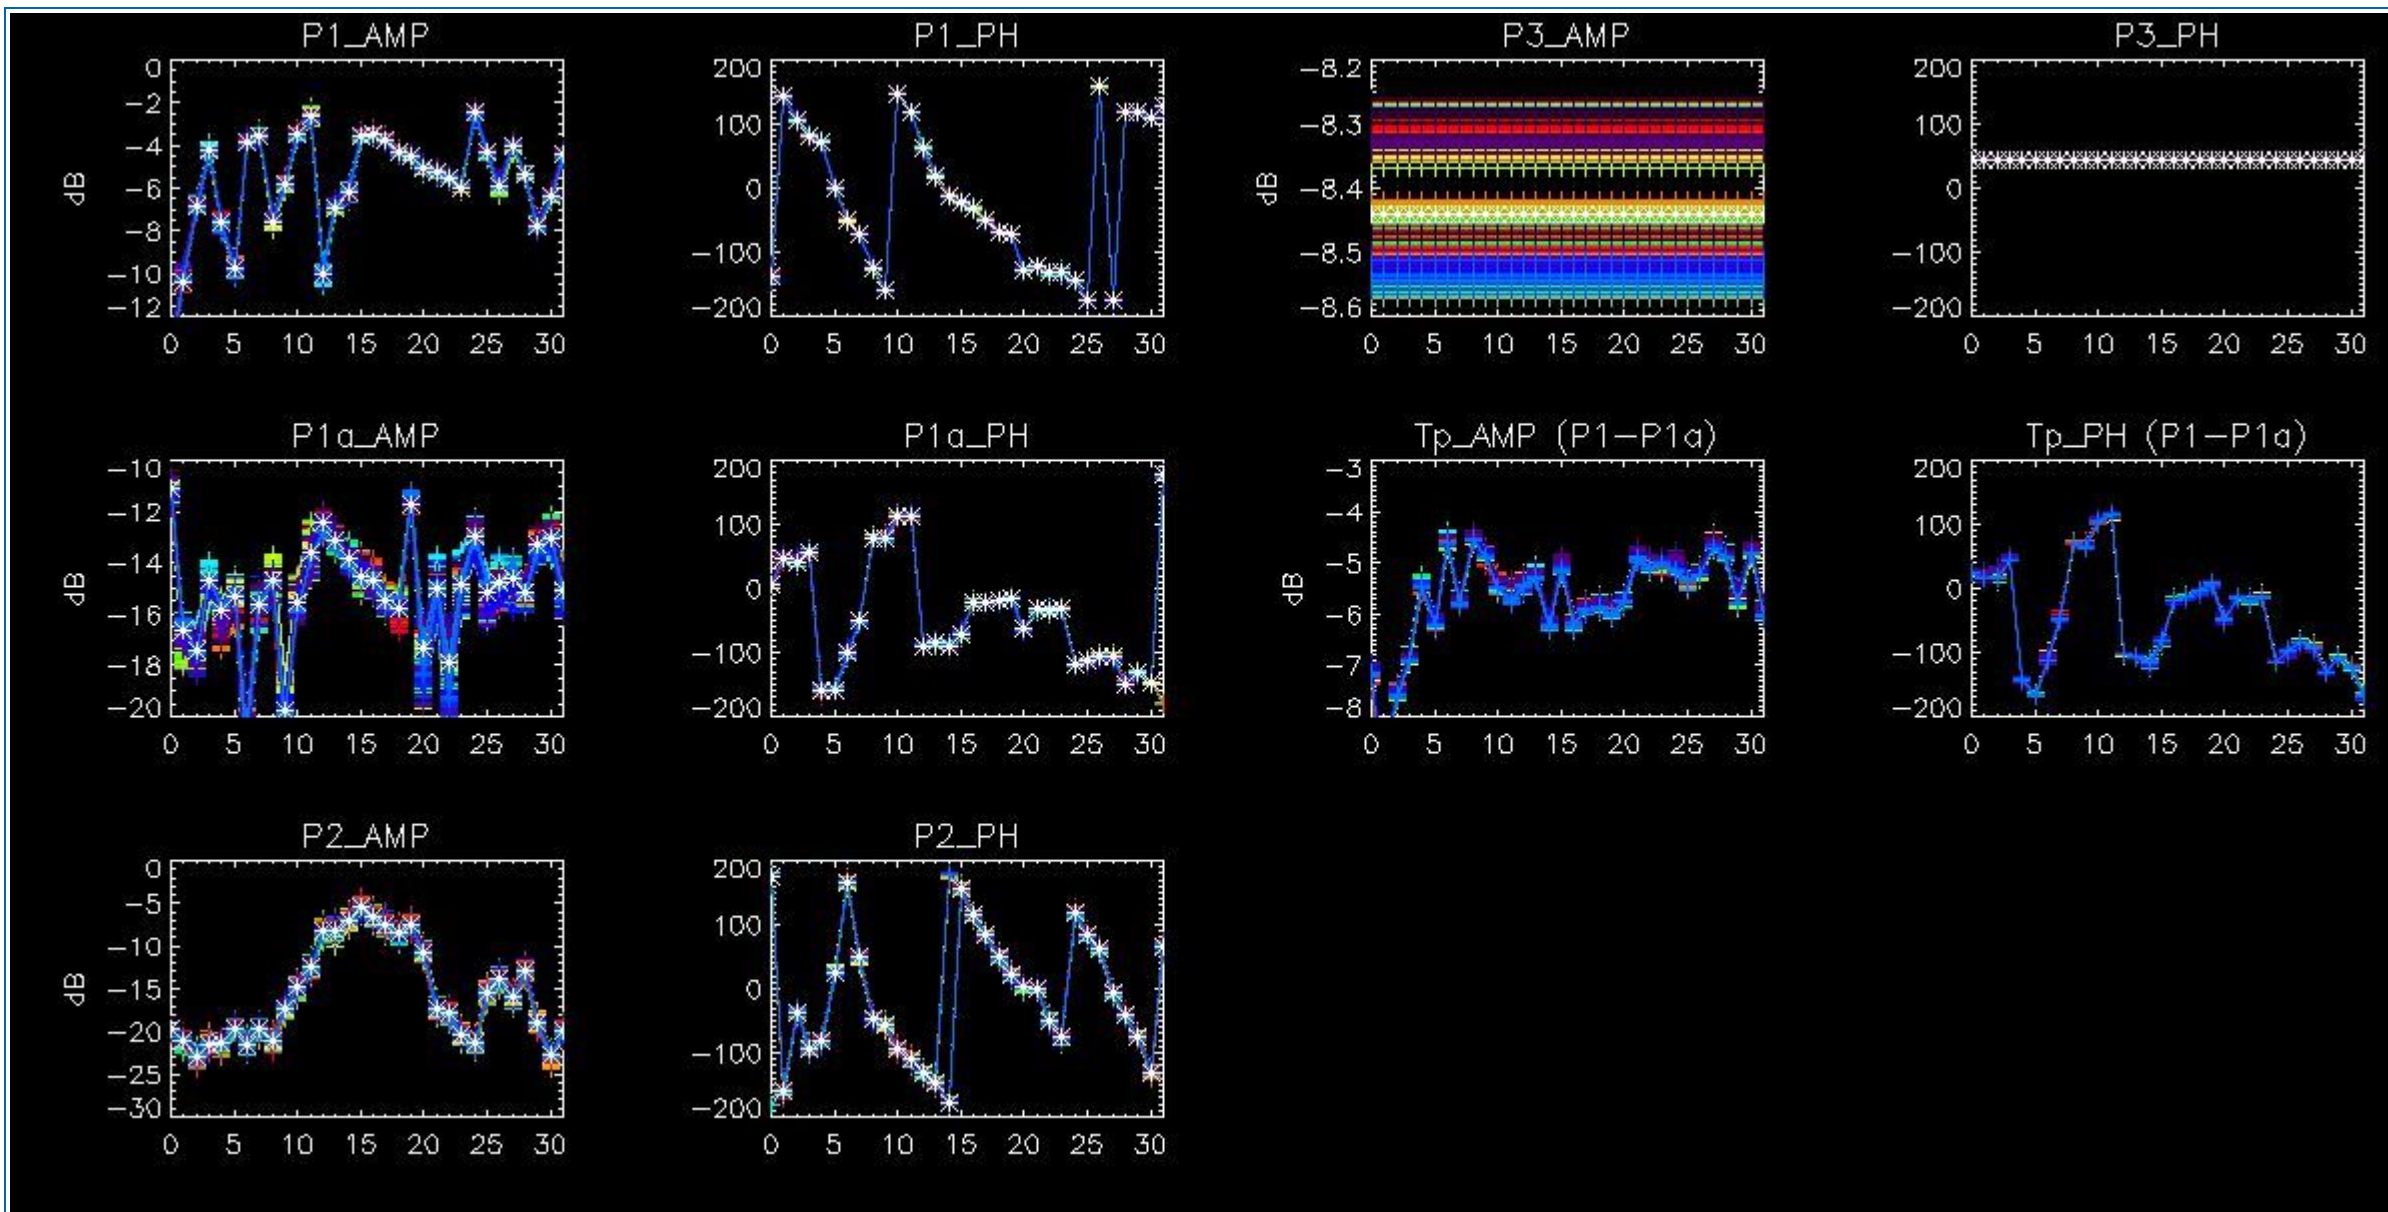 P1_AMP P1_PH P3_AMP P3_PH
0 200 −8.2 200
−2
−4 100 −8.3 100
dB −6 0 dB −8.4 0
−8
−10 −100 −8.5 −100
−12 −200 −8.6 −200
0 5 10 15 20 25 30 0 5 10 15 20 25 30 0 5 10 15 20 25 30 0 5 10 15 20 25 30
P1a_AMP P1a_PH Tp_AMP (P1−P1a) Tp_PH (P1−P1a)
−10 200 −3 200
−12 100 −4 100
−14 0 −5 0
dB dB
−16 −6
−18 −100 −7 −100
−20 −200 −8 −200
0 5 10 15 20 25 30 0 5 10 15 20 25 30 0 5 10 15 20 25 30 0 5 10 15 20 25 30
P2_AMP P2_PH
0 200
−5 100
−10
dB −15 0
−20
−25 −100
−30 −200
0 5 10 15 20 25 30 0 5 10 15 20 25 30